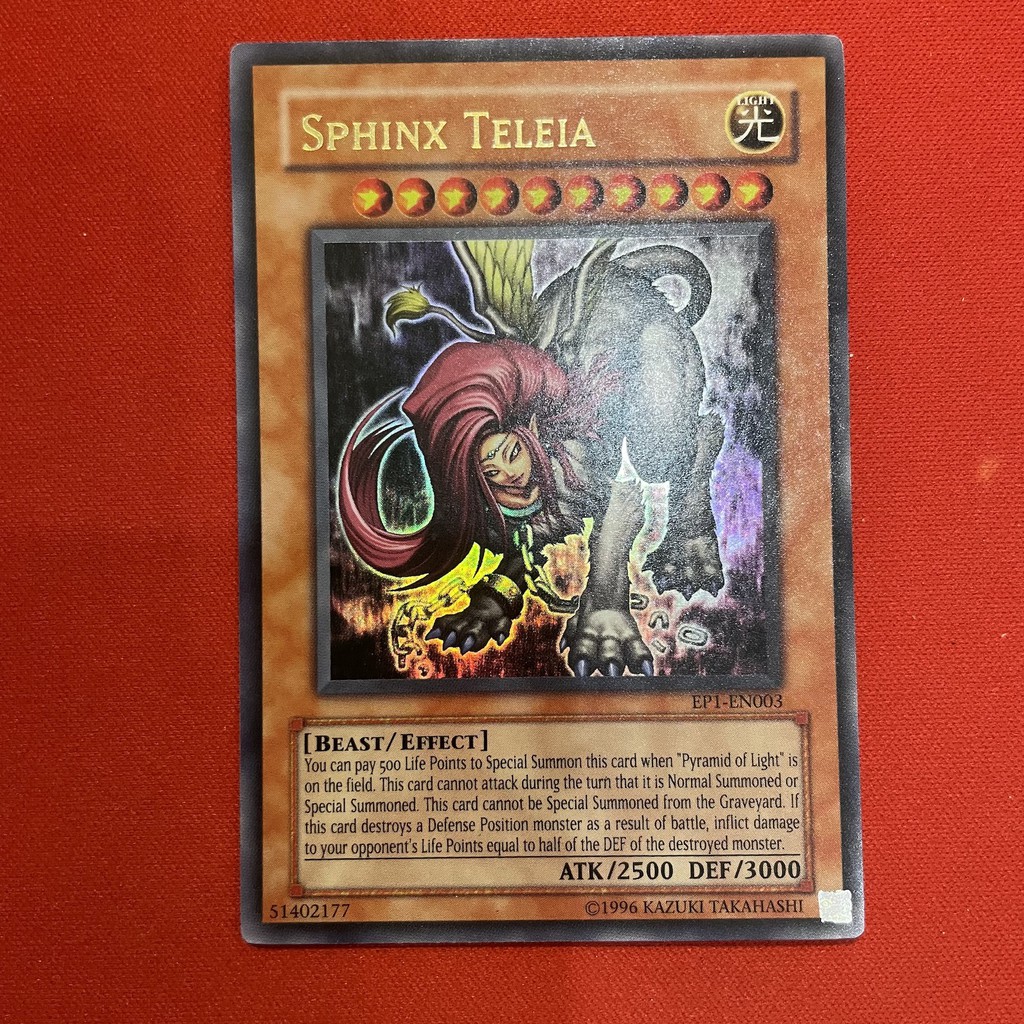 SPHINX TELEIA
LIGHT
光
EP1-EN003
[BEAST/EFFECT]
You can pay 500 Life Points to Special Summon this card when "Pyramid of Light" is
on the field. This card cannot attack during the turn that it is Normal Summoned or
Special Summoned. This card cannot be Special Summoned from the Graveyard. If
this card destroys a Defense Position monster as a result of battle, inflict damage
to your opponent's Life Points equal to half of the DEF of the destroyed monster.
ATK/2500 DEF/3000
51402177 ©1996 KAZUKI TAKAHASHI